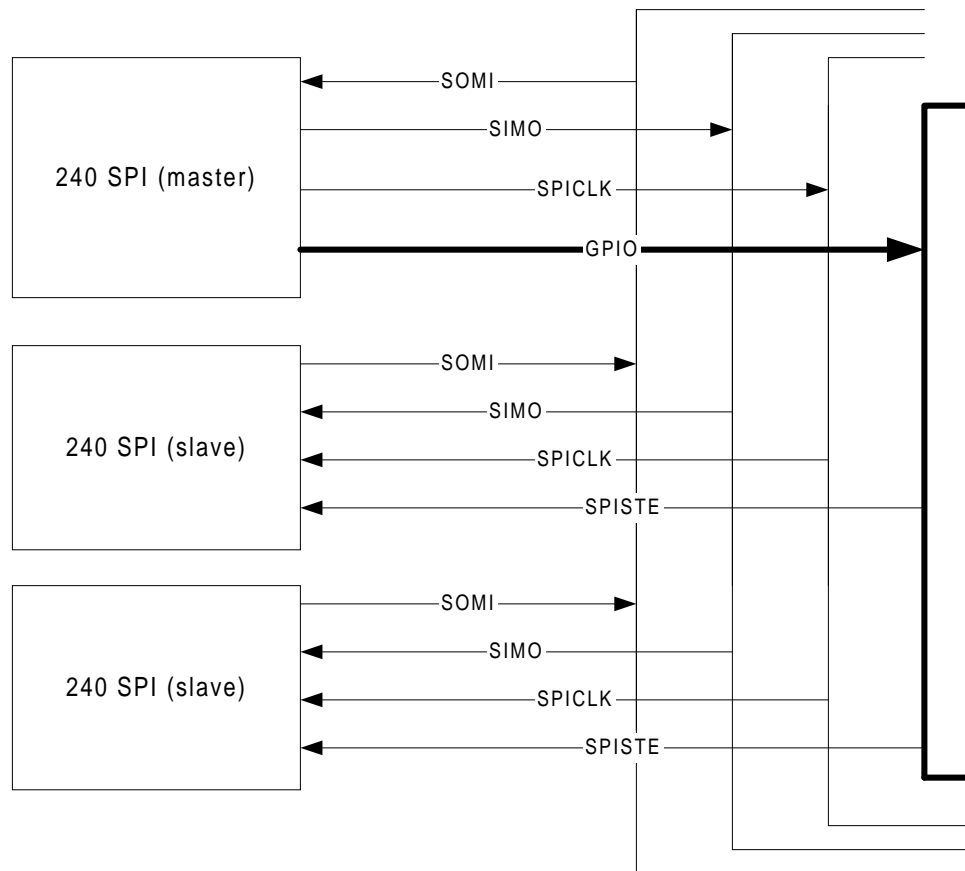 SOMI
SIMO
240 SPI (master)
SPICLK
GPIO
SOMI
SIMO
240 SPI (slave)
SPICLK
SPISTE
SOMI
SIMO
240 SPI (slave)
SPICLK
SPISTE